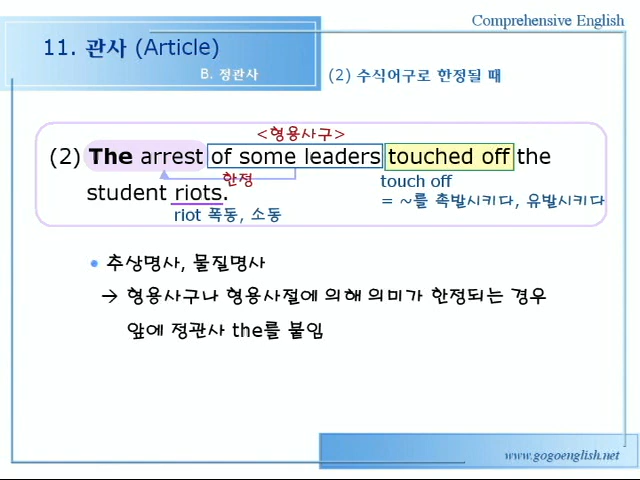 Comprehensive English
11. 관사 (Article)
B. 정관사
(2) 수식어구로 한정될 때
<형용사구>
(2) The arrest of some leaders touched off the
한정
student riots.
touch off
= ~를 촉발시키다, 유발시키다
riot 폭동, 소동
• 추상명사, 물질명사
→ 형용사구나 형용사절에 의해 의미가 한정되는 경우
앞에 정관사 the를 붙임
www.gogoenglish.net